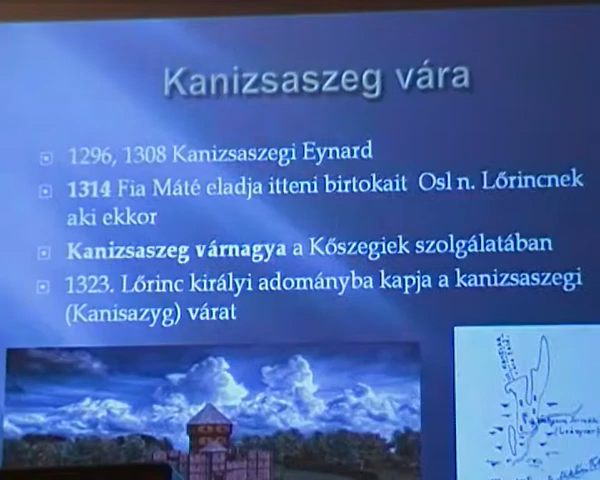 Kanizsaszeg vára
1296, 1308 Kanizsaszegi Eynard
1314 Fia Máté eladja itteni birtokait Osl n. Lőrincnek
aki ekkor
Kanizsaszeg várnagya a Kőszegiek szolgálatában
1323. Lőrinc királyi adományba kapja a kanizsaszegi
(Kanisazyg) várat